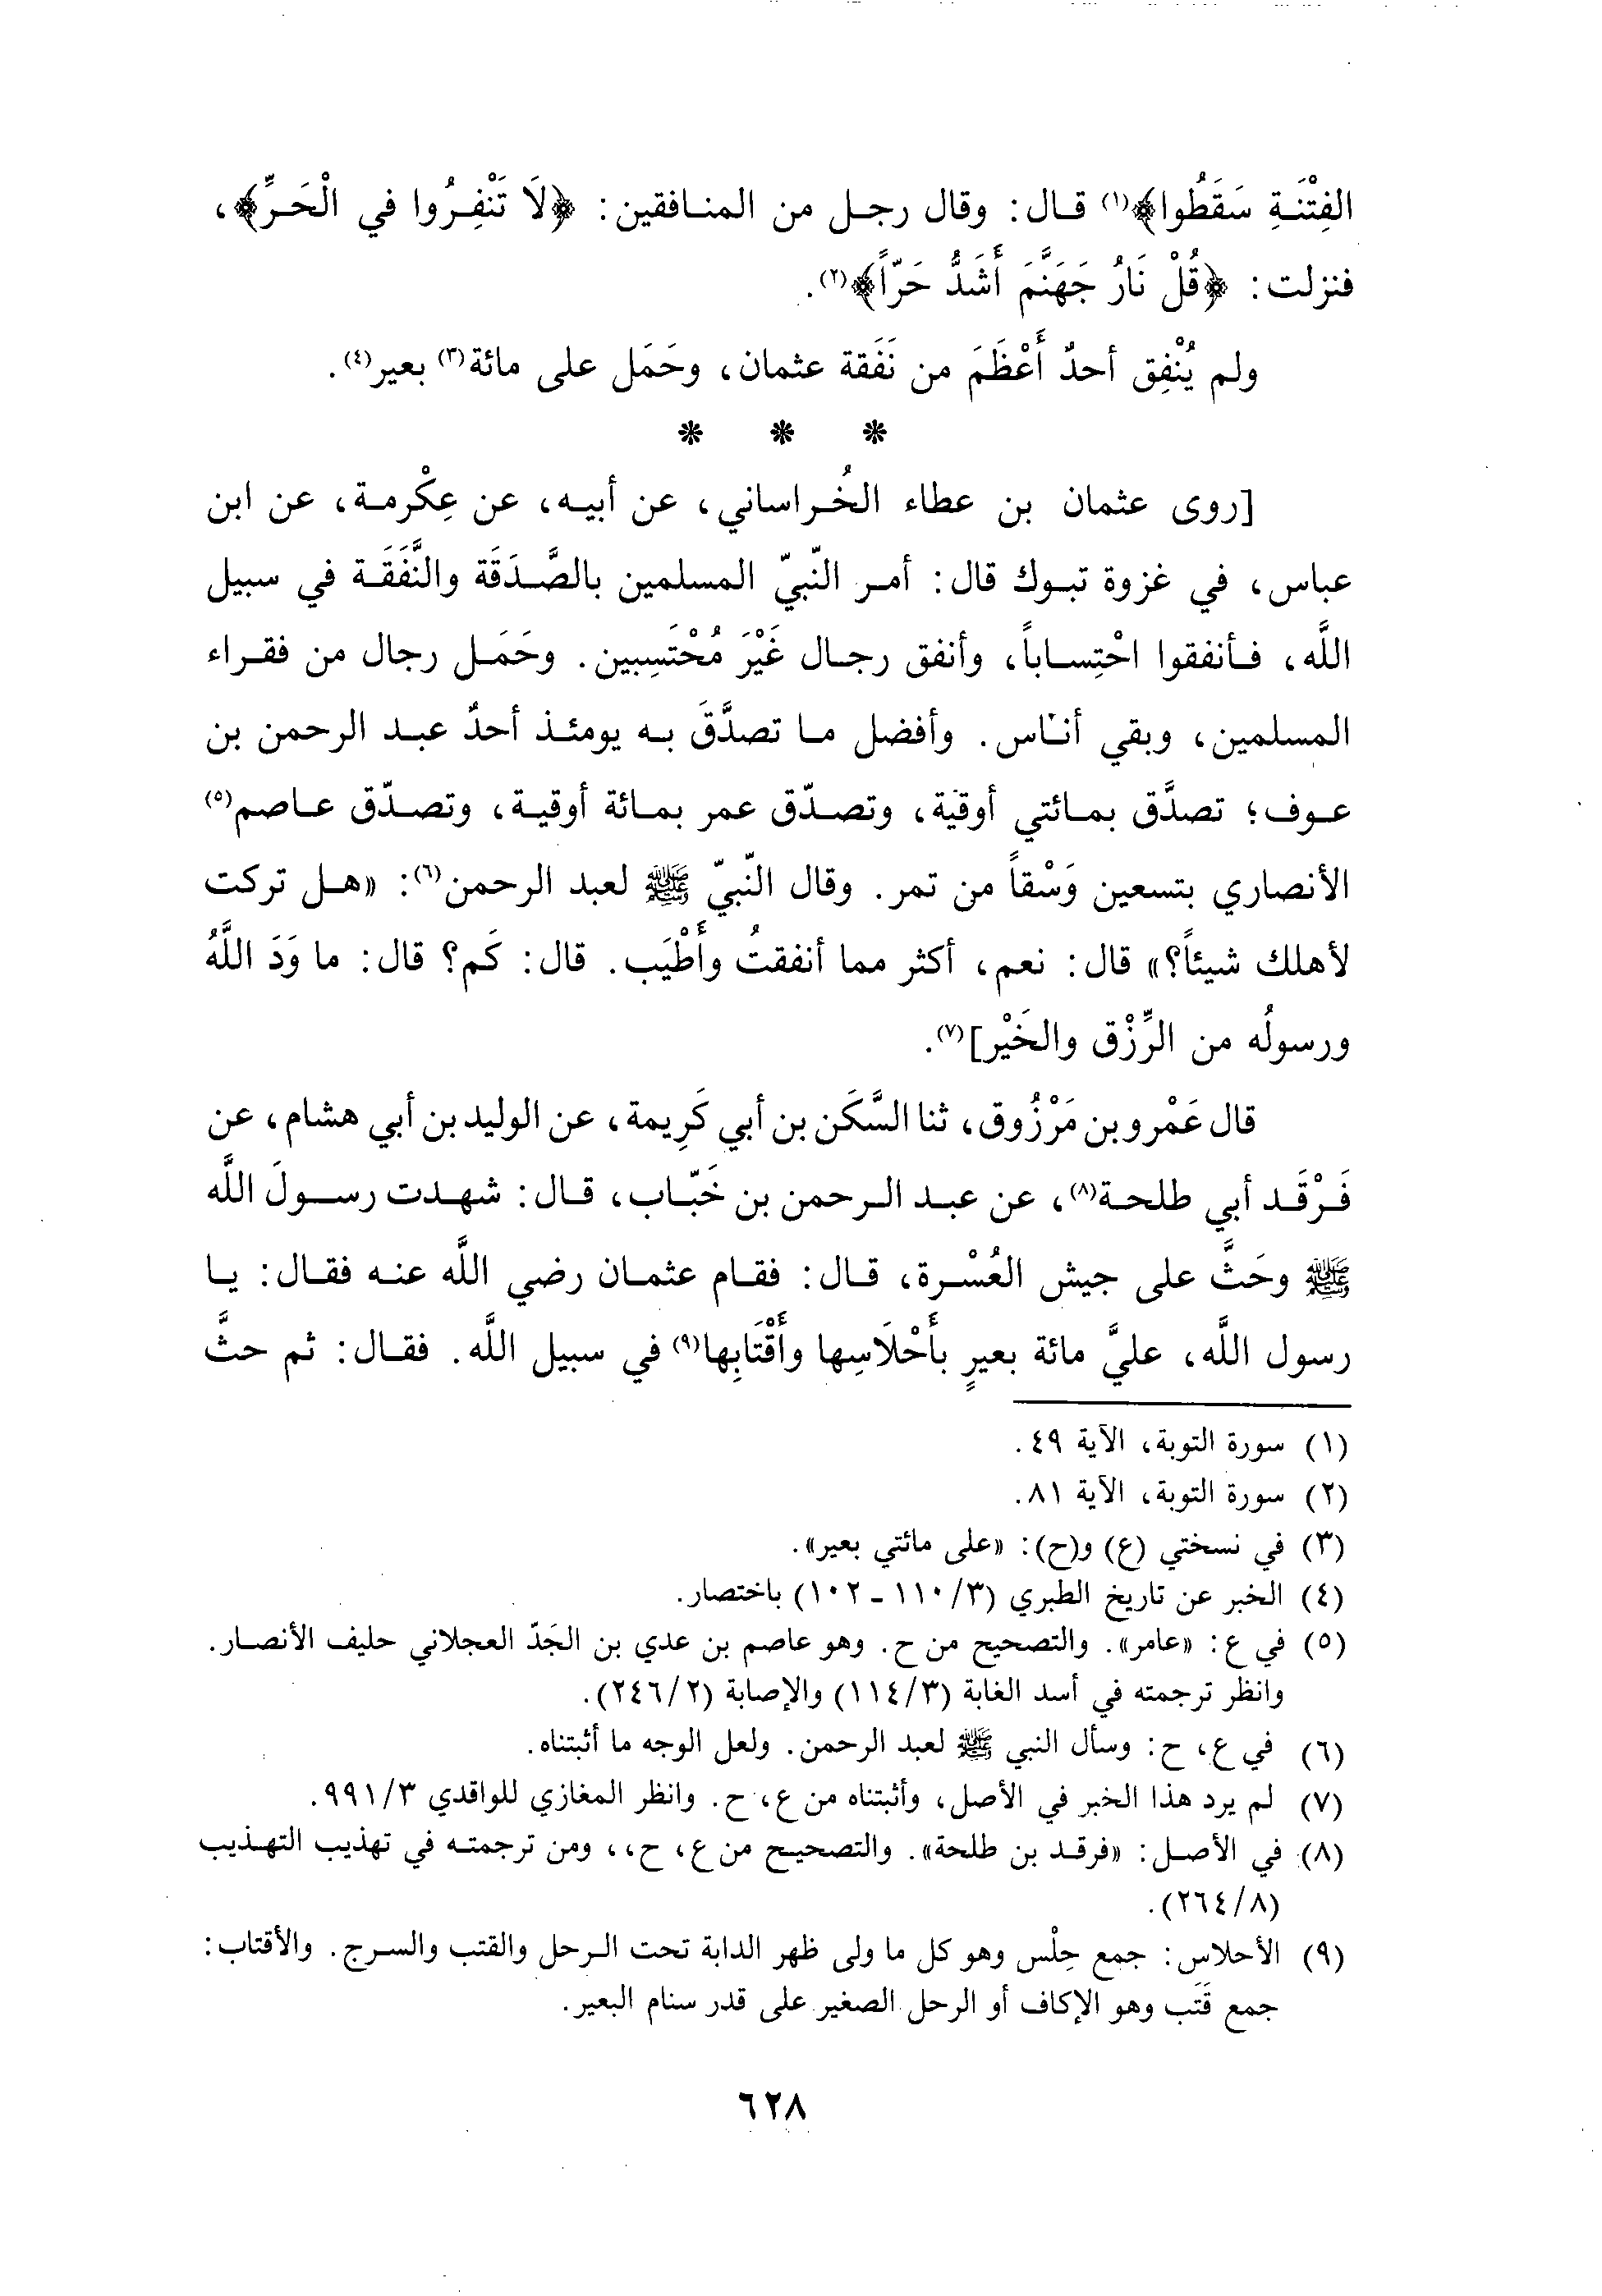 الفِتْنَةِ سَقَطُوا﴾(١) قال: وقال رجل من المنافقين: ﴿لَا تَنْفِرُوا في الْحَرِّ﴾،
فنزلت: ﴿قُلْ نَارُ جَهَنَّمَ أَشَدُّ حَرّاً﴾(٢).
ولم يُنْفِق أحدٌ أَعْظَمَ من نَفَقة عثمان، وحَمَل على مائة(٣) بعير(٤).
* * *
[روى عثمان بن عطاء الخُراساني، عن أبيه، عن عِكْرمة، عن ابن
عباس، في غزوة تبوك قال: أمر النّبيّ المسلمين بالصَّدَقَة والنَّفَقَة في سبيل
اللَّه، فأنفقوا احْتِساباً، وأنفق رجال غَيْرَ مُحْتَسِبين. وحَمَل رجال من فقراء
المسلمين، وبقي أناس. وأفضل ما تصدَّقَ به يومئذ أحدٌ عبد الرحمن بن
عوف؛ تصدَّق بمائتي أوقية، وتصدّق عمر بمائة أوقية، وتصدّق عاصم(٥)
الأنصاري بتسعين وَسْقاً من تمر. وقال النّبيّ ﷺ لعبد الرحمن(٦): «هل تركت
لأهلك شيئاً؟» قال: نعم، أكثر مما أنفقتُ وأَطْيَب. قال: كَم؟ قال: ما وَدَ اللَّهُ
ورسولُه من الرِّزْق والخَيْر](٧).
قال عَمْرو بن مَرْزُوق، ثنا السَّكَن بن أبي كَرِيمة، عن الوليد بن أبي هشام، عن
فَرْقَد أبي طلحة(٨)، عن عبد الرحمن بن خَبّاب، قال: شهدت رسولَ اللَّه
ﷺ وحَثَّ على جيش العُسْرة، قال: فقام عثمان رضي اللَّه عنه فقال: يا
رسول اللَّه، عليَّ مائة بعيرٍ بأَحْلَاسِها وأَقْتَابِها(٩) في سبيل اللَّه. فقال: ثم حثَّ
(١) سورة التوبة، الآية ٤٩.
(٢) سورة التوبة، الآية ٨١.
(٣) في نسختي (ع) و(ح): «على مائتي بعير».
(٤) الخبر عن تاريخ الطبري (٣/١١٠ - ١٠٢) باختصار.
(٥) في ع: «عامر». والتصحيح من ح. وهو عاصم بن عدي بن الجَدّ العجلاني حليف الأنصار.
وانظر ترجمته في أسد الغابة (٣/١١٤) والإصابة (٢/٢٤٦).
(٦) في ع، ح: وسأل النبي ﷺ لعبد الرحمن. ولعل الوجه ما أثبتناه.
(٧) لم يرد هذا الخبر في الأصل، وأثبتناه من ع، ح. وانظر المغازي للواقدي ٣/٩٩١.
(٨) في الأصل: «فرقد بن طلحة». والتصحيح من ع، ح،، ومن ترجمته في تهذيب التهذيب
(٨/٢٦٤).
(٩) الأحلاس: جمع حِلْس وهو كل ما ولى ظهر الدابة تحت الرحل والقتب والسرج. والأقتاب:
جمع قَتَب وهو الإكاف أو الرحل الصغير على قدر سنام البعير.
٦٢٨